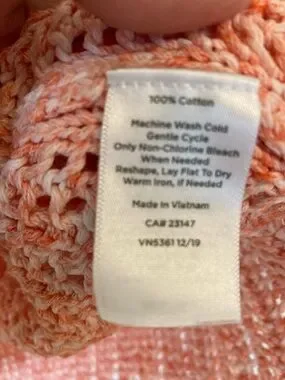 100% Cotton
Machine Wash Cold
Gentle Cycle
Only Non-Chlorine Bleach
When Needed
Reshape, Lay Flat To Dry
Warm Iron, if Needed
Made In Vietnam
CA# 23147
VN5361 12/19